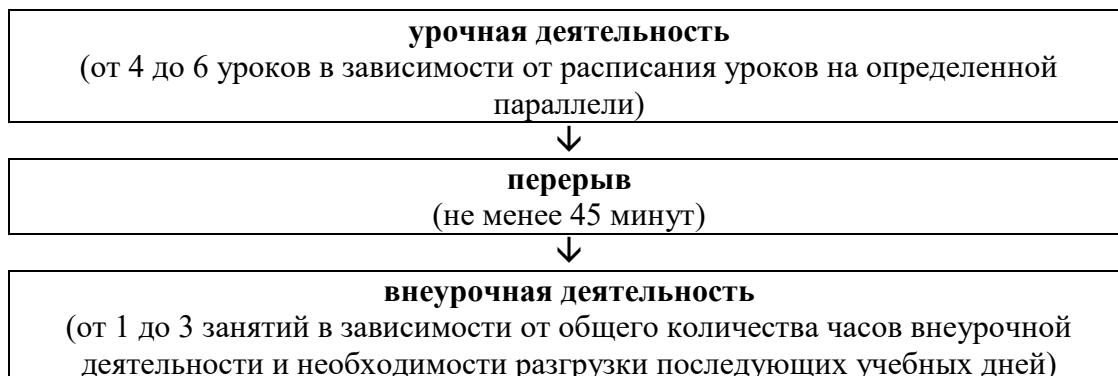 урочная деятельность
(от 4 до 6 уроков в зависимости от расписания уроков на определенной
параллели)
↓
перерыв
(не менее 45 минут)
↓
внеурочная деятельность
(от 1 до 3 занятий в зависимости от общего количества часов внеурочной
деятельности и необходимости разгрузки последующих учебных дней)